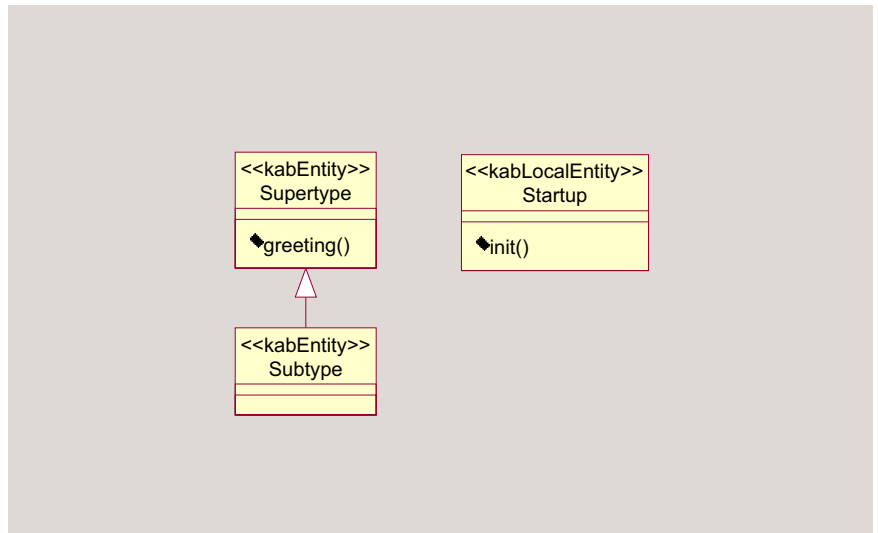 <<kabEntity>>
Supertype
greeting()
<<kabLocalEntity>>
Startup
init()
<<kabEntity>>
Subtype